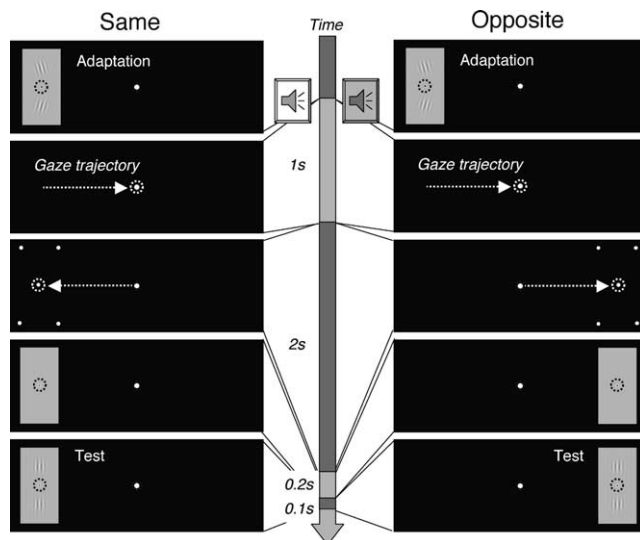 Same
Time
Opposite
Adaptation
Adaptation
Gaze trajectory
1s
Gaze trajectory
2s
Test
0.2s
0.1s
Test